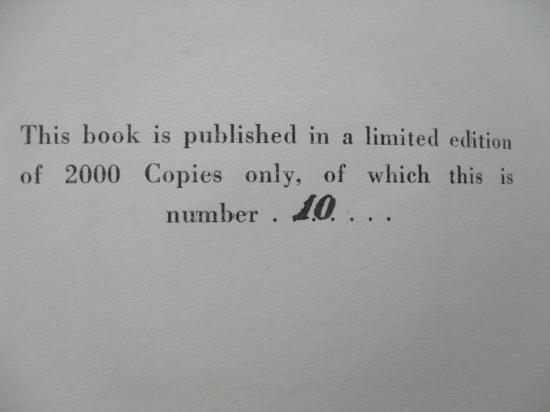 This book is published in a limited edition
of 2000 Copies only, of which this is
number . 10 . . . .